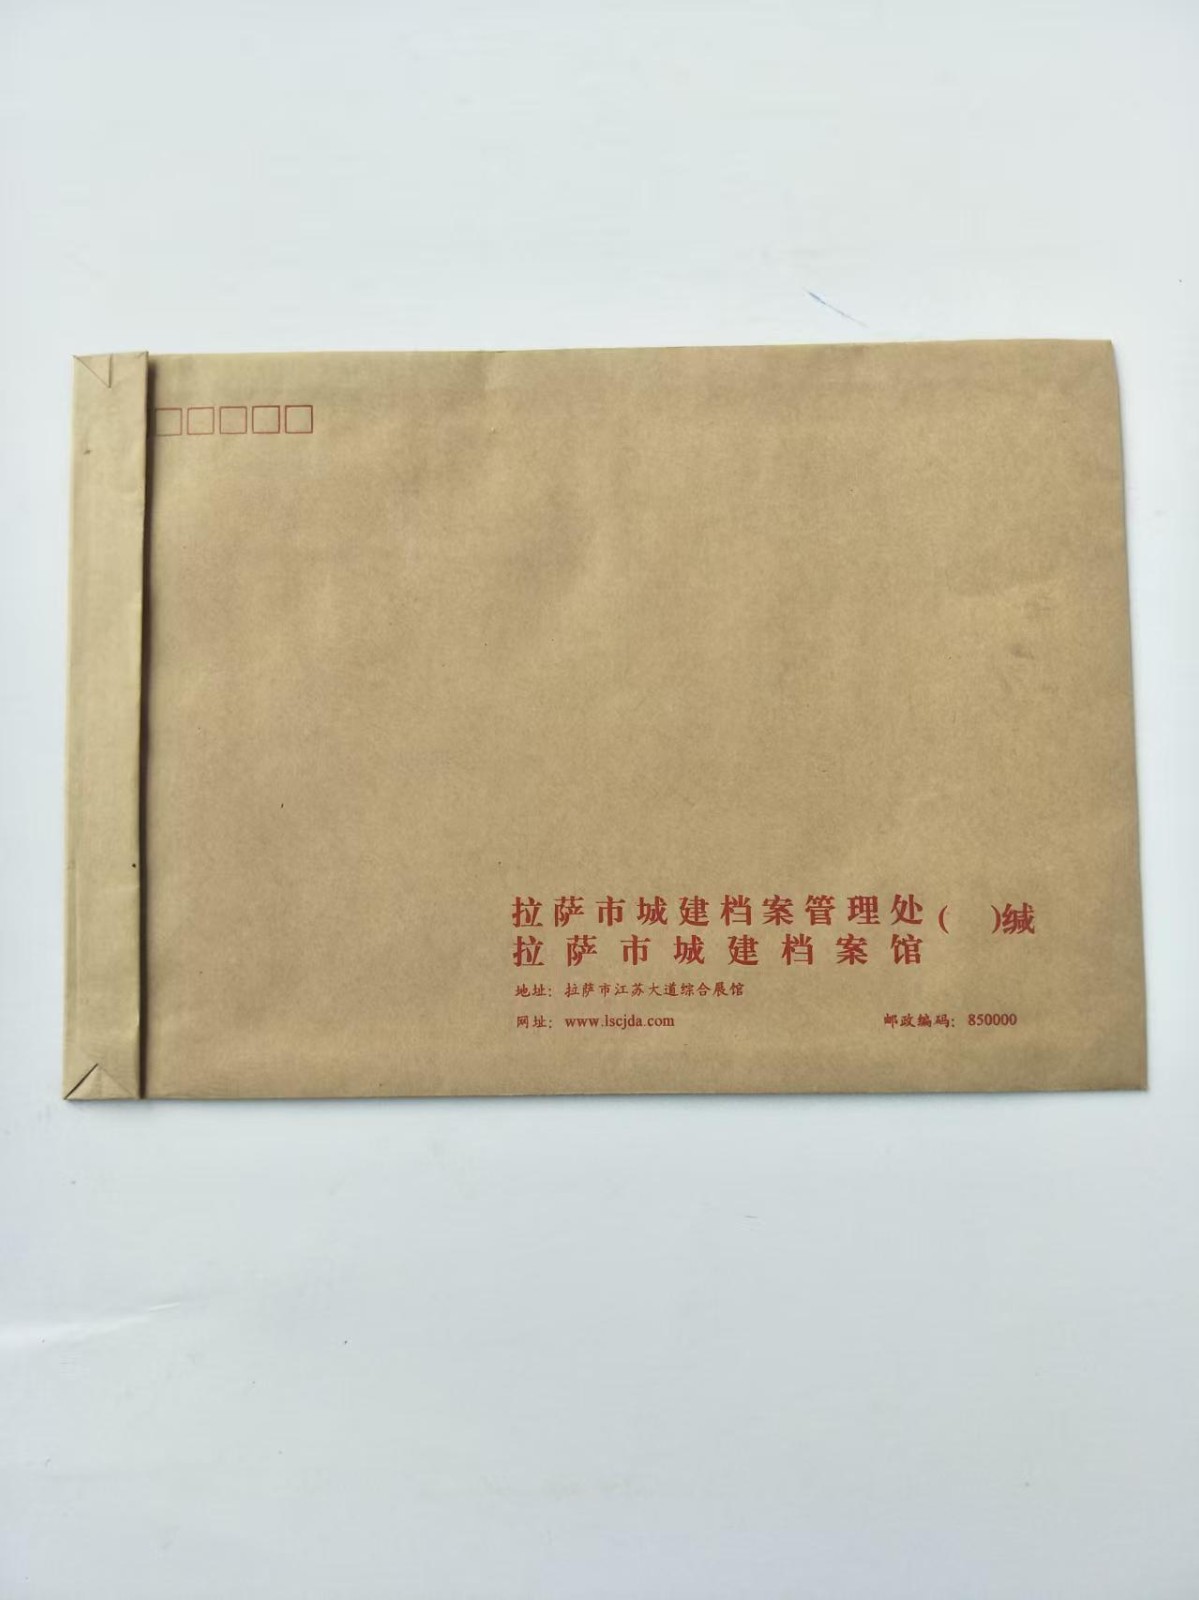 拉萨市城建档案管理处
拉萨市城建档案馆
(    )缄
地址：拉萨市江苏大道综合展馆
网址：www.lscjda.com 邮政编码：850000